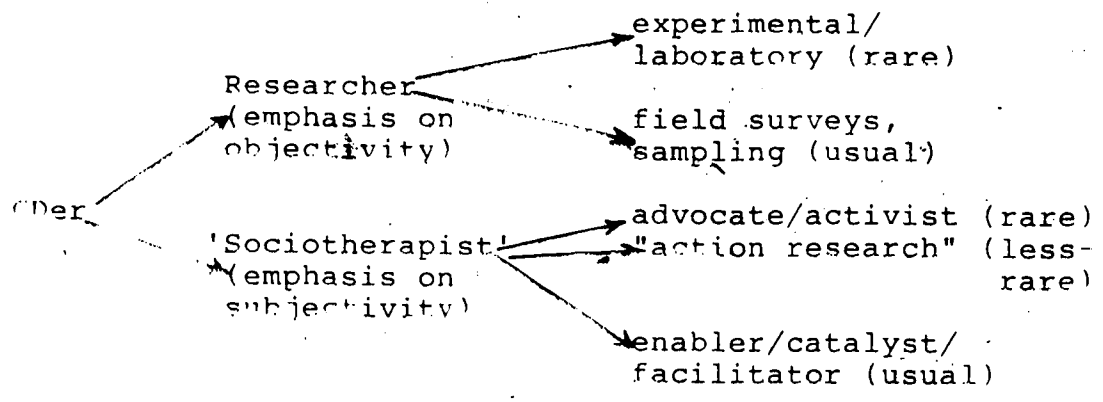 experimental/
laboratory (rare)
Researcher
(emphasis on
objectivity)
field surveys,
sampling (usual)
CDer
'Sociotherapist'
(emphasis on
subjectivity)
advocate/activist (rare)
"action research" (less-
rare)
enabler/catalyst/
facilitator (usual)